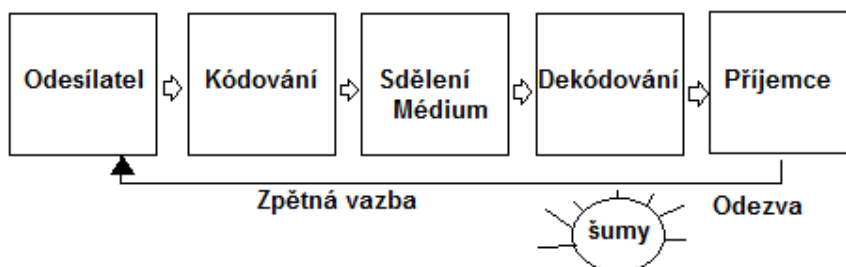 Odesílatel
Kódování
Sdělení
Médium
Dekódování
Příjemce
Zpětná vazba
Odezva
šumy